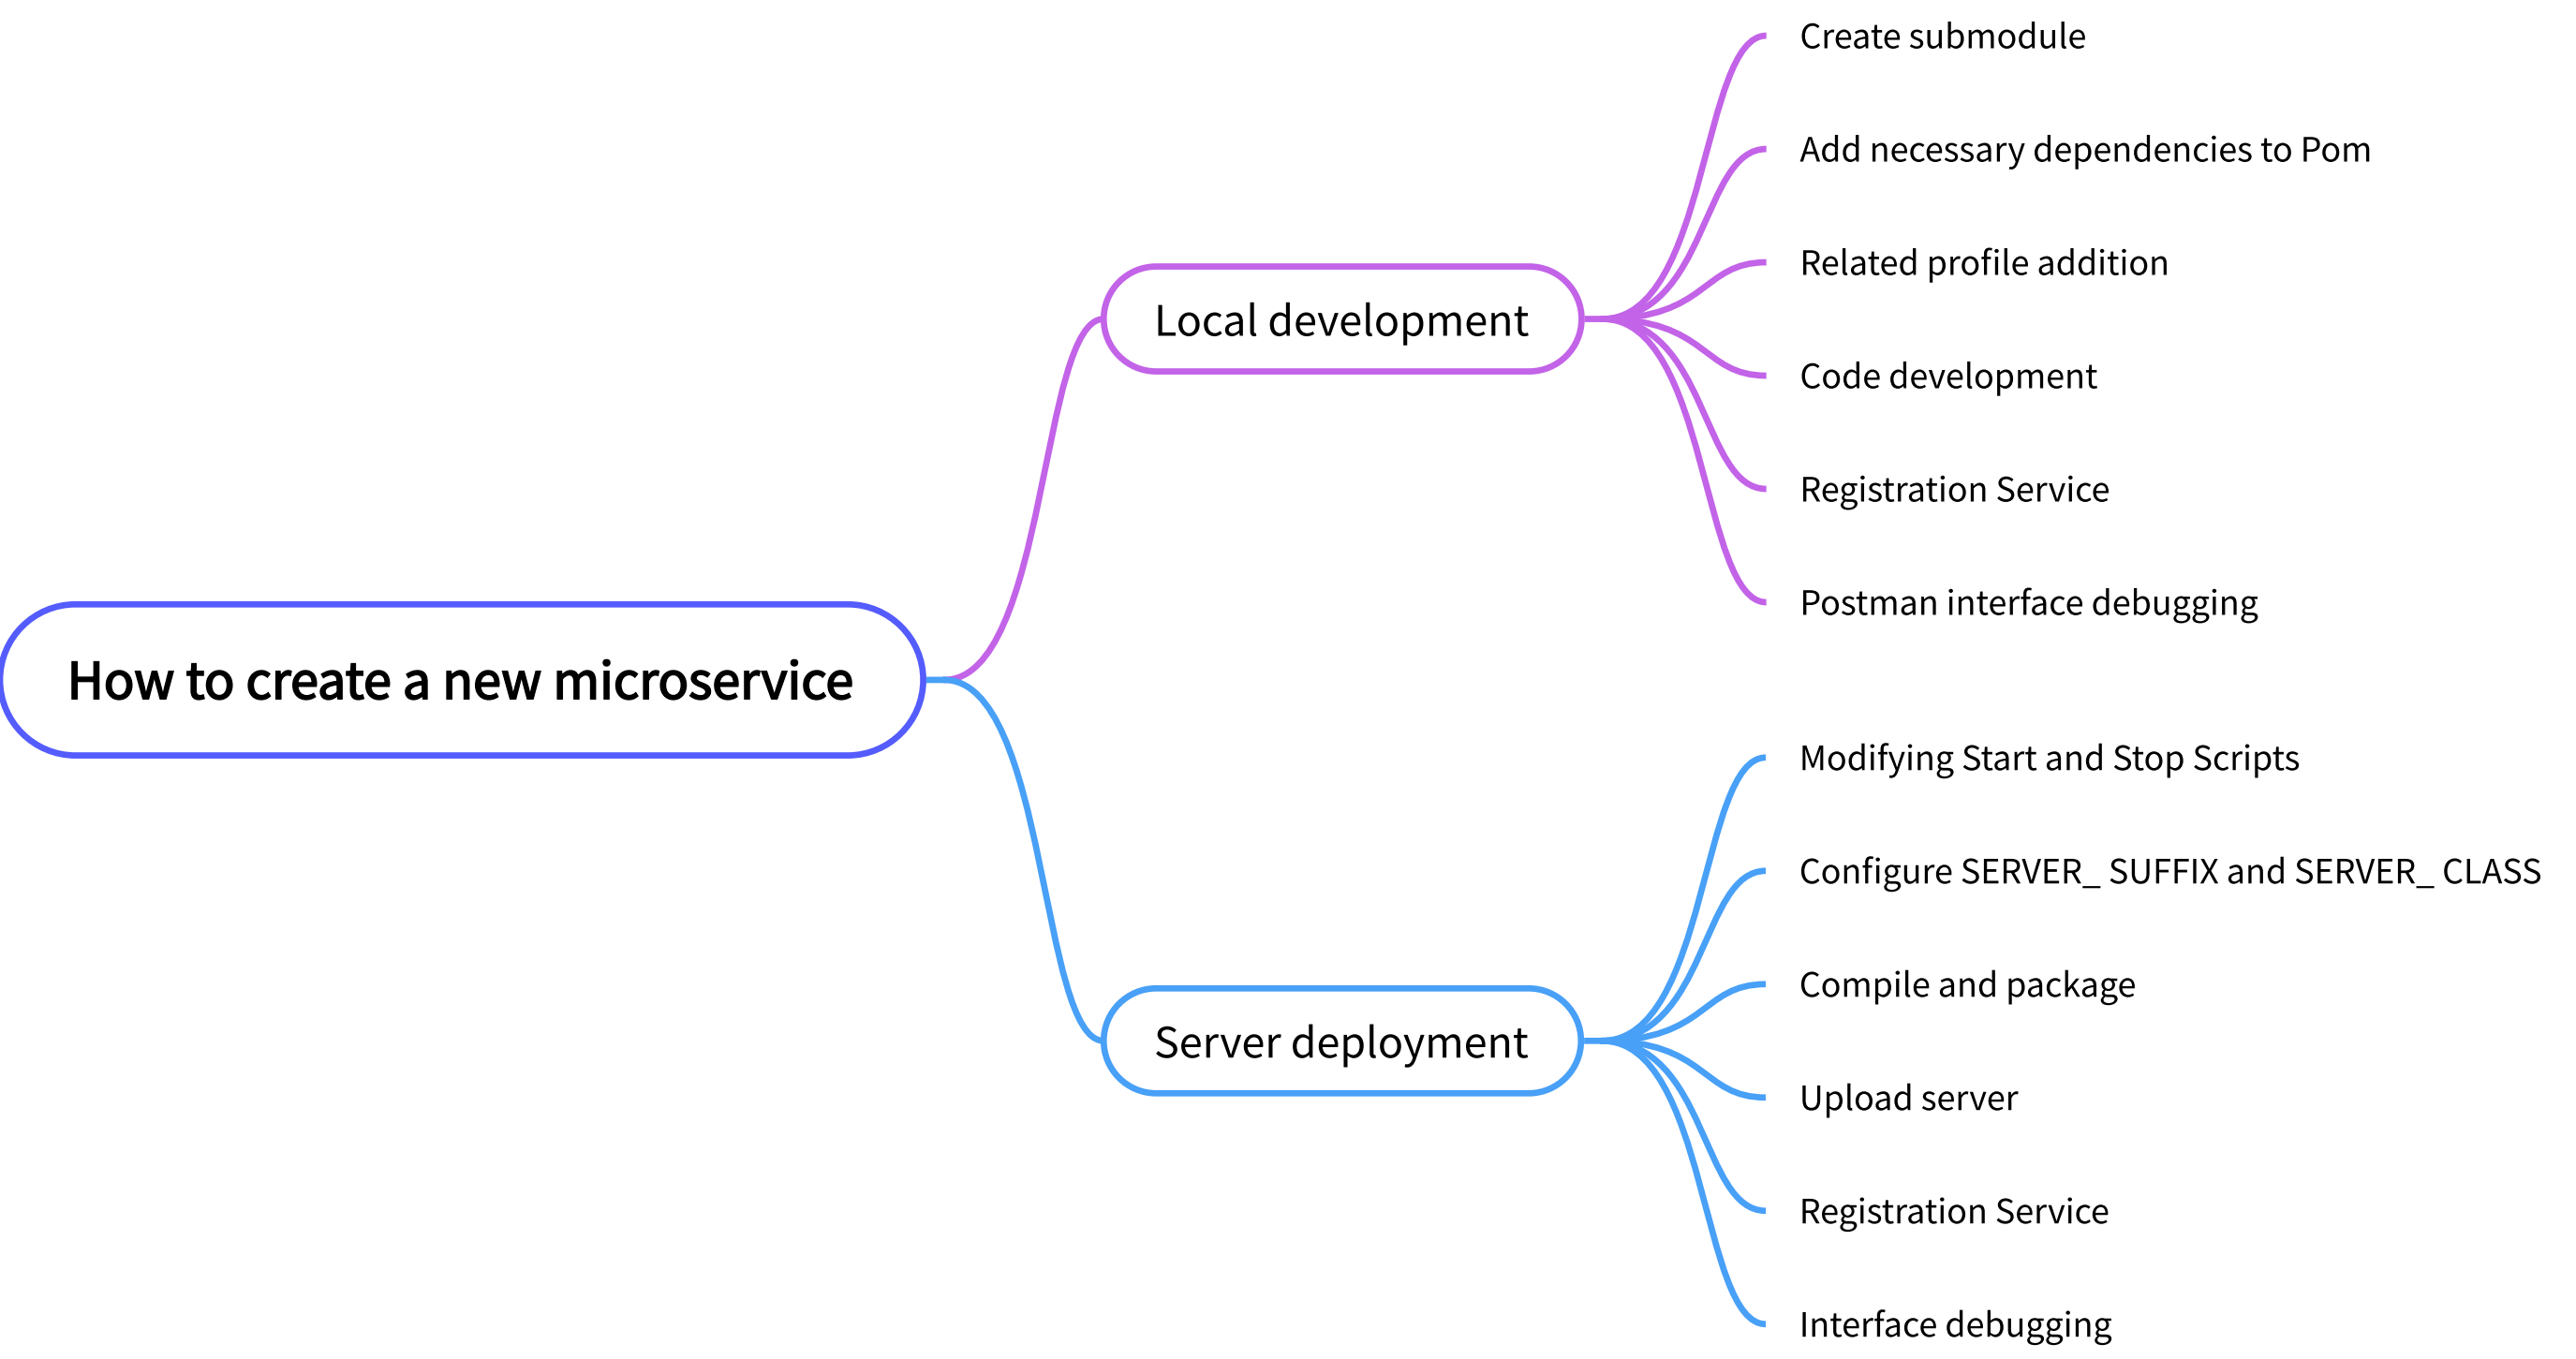 How to create a new microservice
Local development
Create submodule
Add necessary dependencies to Pom
Related profile addition
Code development
Registration Service
Postman interface debugging
Server deployment
Modifying Start and Stop Scripts
Configure SERVER_ SUFFIX and SERVER_ CLASS
Compile and package
Upload server
Registration Service
Interface debugging